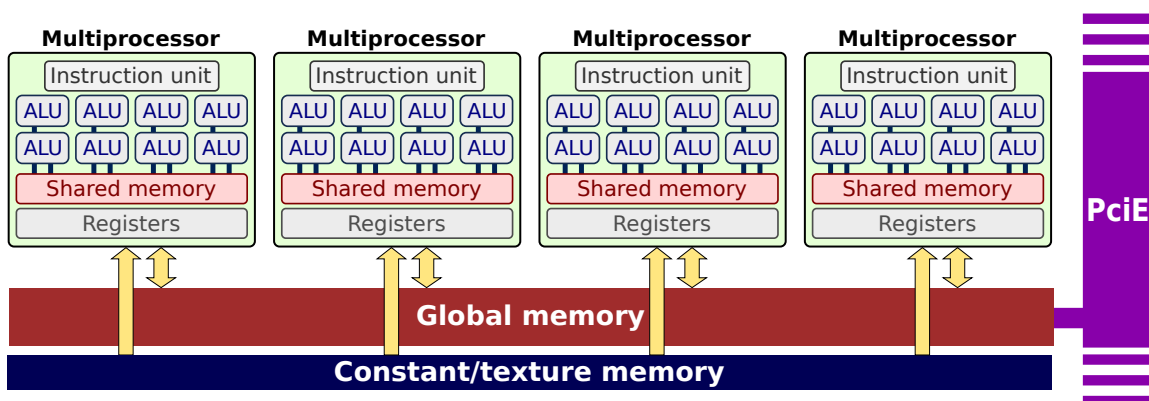 Multiprocessor Multiprocessor Multiprocessor Multiprocessor
Instruction unit Instruction unit Instruction unit Instruction unit
ALU ALU ALU ALU ALU ALU ALU ALU ALU ALU ALU ALU ALU ALU ALU ALU
ALU ALU ALU ALU ALU ALU ALU ALU ALU ALU ALU ALU ALU ALU ALU ALU
Shared memory Shared memory Shared memory Shared memory
PciE
Registers Registers Registers Registers
Global memory
Constant/texture memory